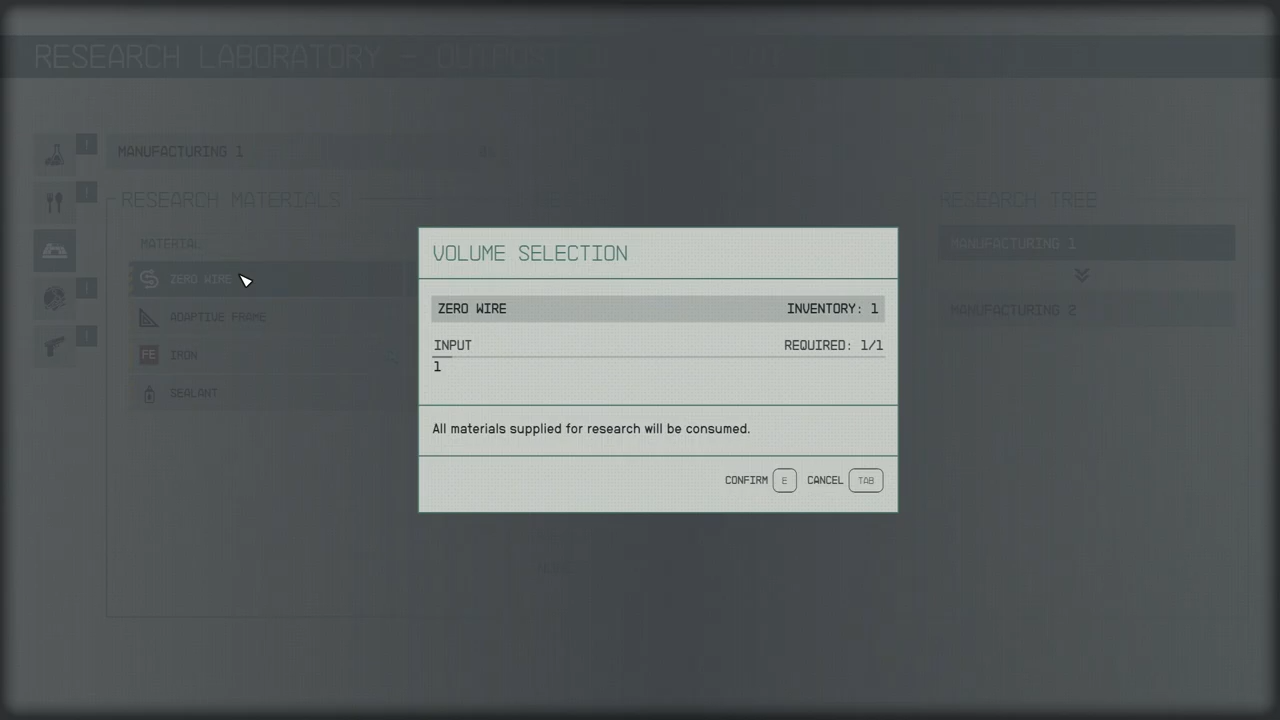 RESEARCH LABORATORY - OUTPOST
MANUFACTURING 1
RESEARCH MATERIALS
RESEARCH TREE
MATERIAL
MANUFACTURING 1
ZERO WIRE
ADAPTIVE FRAME
MANUFACTURING 2
FE IRON
SEALANT
VOLUME SELECTION
ZERO WIRE INVENTORY: 1
INPUT REQUIRED: 1/1
1
All materials supplied for research will be consumed.
CONFIRM E CANCEL TAB